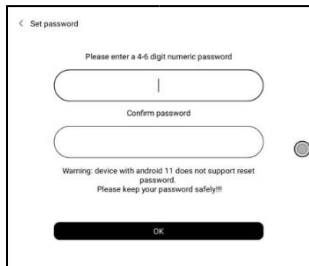 Set password
Please enter a 4-6 digit numeric password
Confirm password
Warning: device with android 11 does not support reset
password.
Please keep your password safely!!!
OK